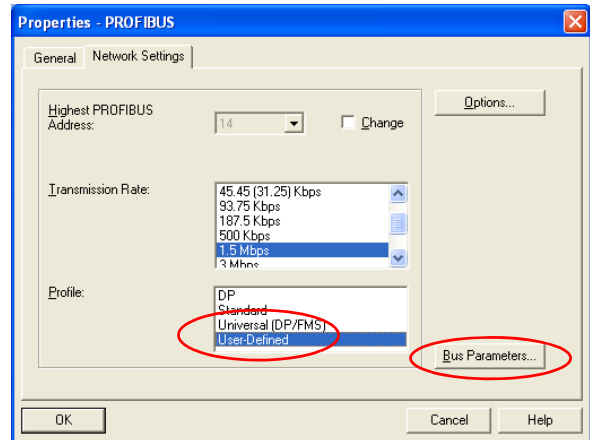 Properties - PROFIBUS
General Network Settings
Highest PROFIBUS
Address:
14
Change
Options...
Transmission Rate:
45.45 (31.25) Kbps
93.75 Kbps
187.5 Kbps
500 Kbps
1.5 Mbps
3 Mbps
Profile:
DP
Standard
Universal (DP/FMS)
User-Defined
Bus Parameters...
OK
Cancel
Help